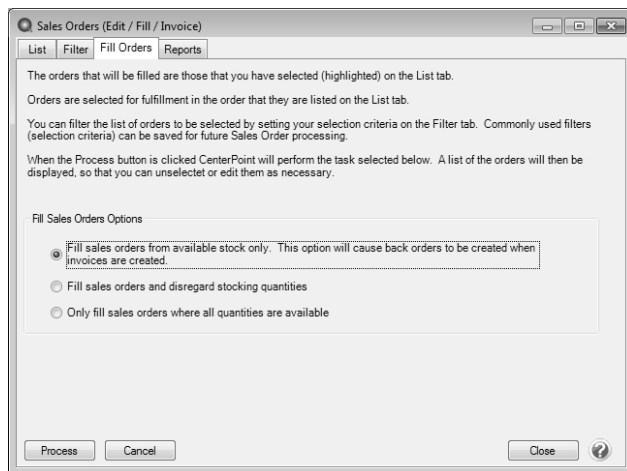 Sales Orders (Edit / Fill / Invoice)
List Filter Fill Orders Reports
The orders that will be filled are those that you have selected (highlighted) on the List tab.
Orders are selected for fulfillment in the order that they are listed on the List tab.
You can filter the list of orders to be selected by setting your selection criteria on the Filter tab. Commonly used filters
(selection criteria) can be saved for future Sales Order processing.
When the Process button is clicked CenterPoint will perform the task selected below. A list of the orders will then be
displayed, so that you can unselectet or edit them as necessary.
Fill Sales Orders Options
Fill sales orders from available stock only. This option will cause back orders to be created when
invoices are created.
Fill sales orders and disregard stocking quantities
Only fill sales orders where all quantities are available
Process Cancel Close ?